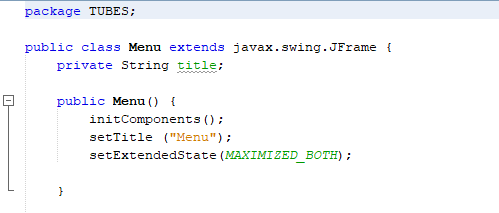 package TUBES;
public class Menu extends javax.swing.JFrame {
private String title;
public Menu() {
initComponents();
setTitle ("Menu");
setExtendedState(MAXIMIZED_BOTH);
}